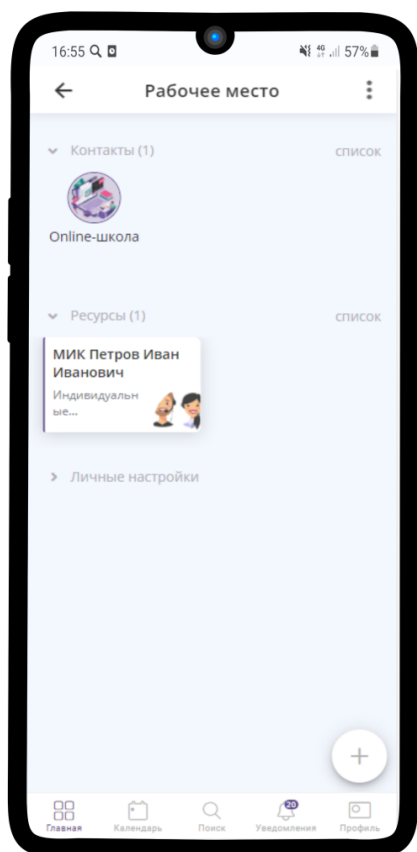 16:55
4G
57%
Рабочее место
Контакты (1)
список
Online-школа
Ресурсы (1)
список
МИК Петров Иван
Иванович
Индивидуальн
ые...
Личные настройки
+
20
Главная
Календарь
Поиск
Уведомления
Профиль